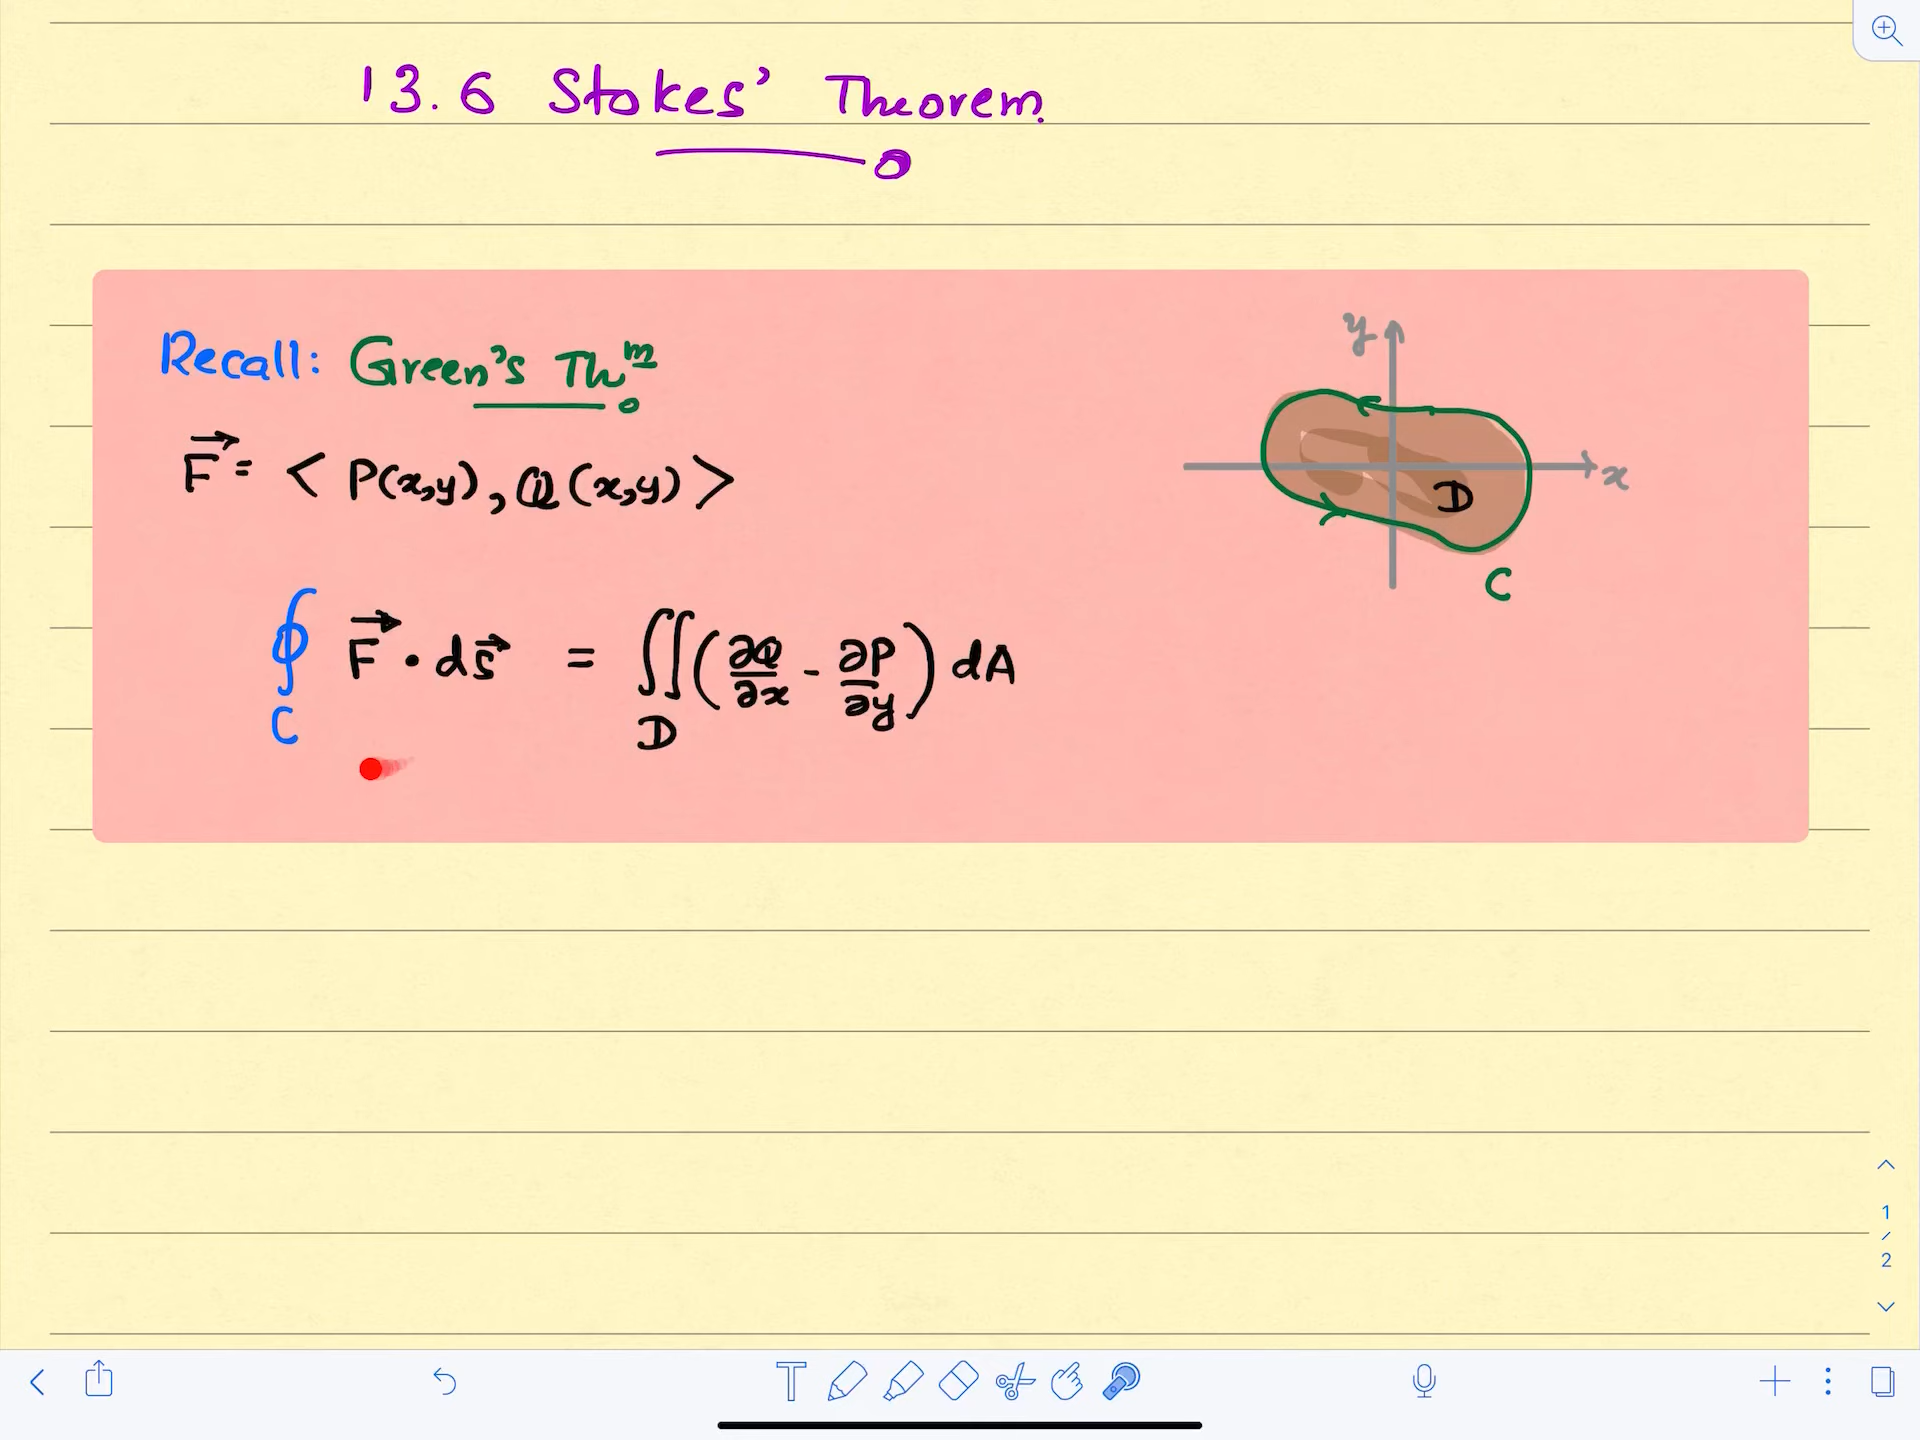 13.6 Stokes' Theorem.
Recall: Green's Thm
F⃗ = < P(x,y), Q(x,y) >
∮_C F⃗ · ds⃗ = ∬_D (∂Q/∂x - ∂P/∂y) dA
y
x
D
C
1
/
2
T